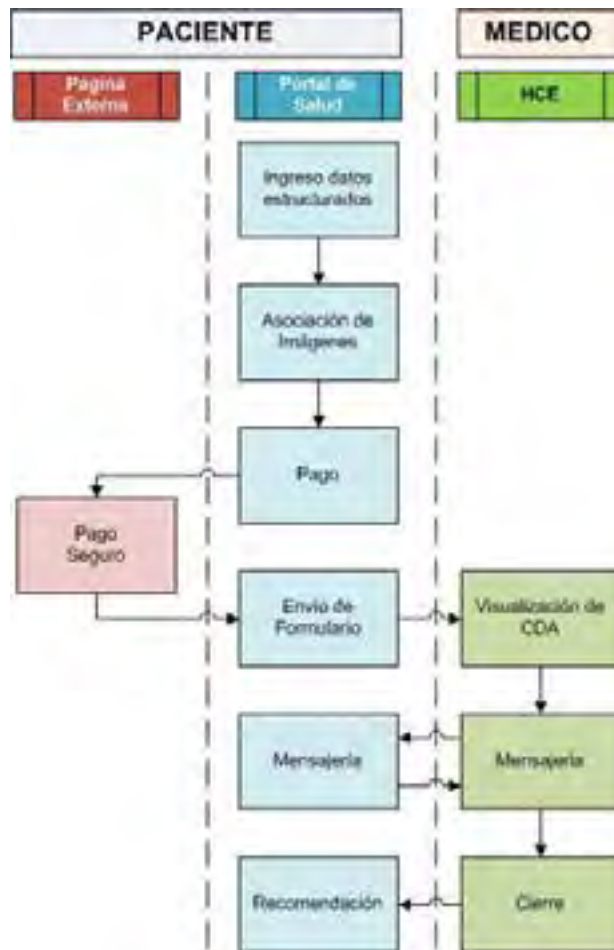 PACIENTE
MEDICO
Pagina
Externa
Portal de
Salud
HCE
Ingreso datos
estructurados
Asociación de
Imágenes
Pago
Pago
Seguro
Envío de
Formulario
Visualización de
CDA
Mensajería
Mensajería
Recomendación
Cierre